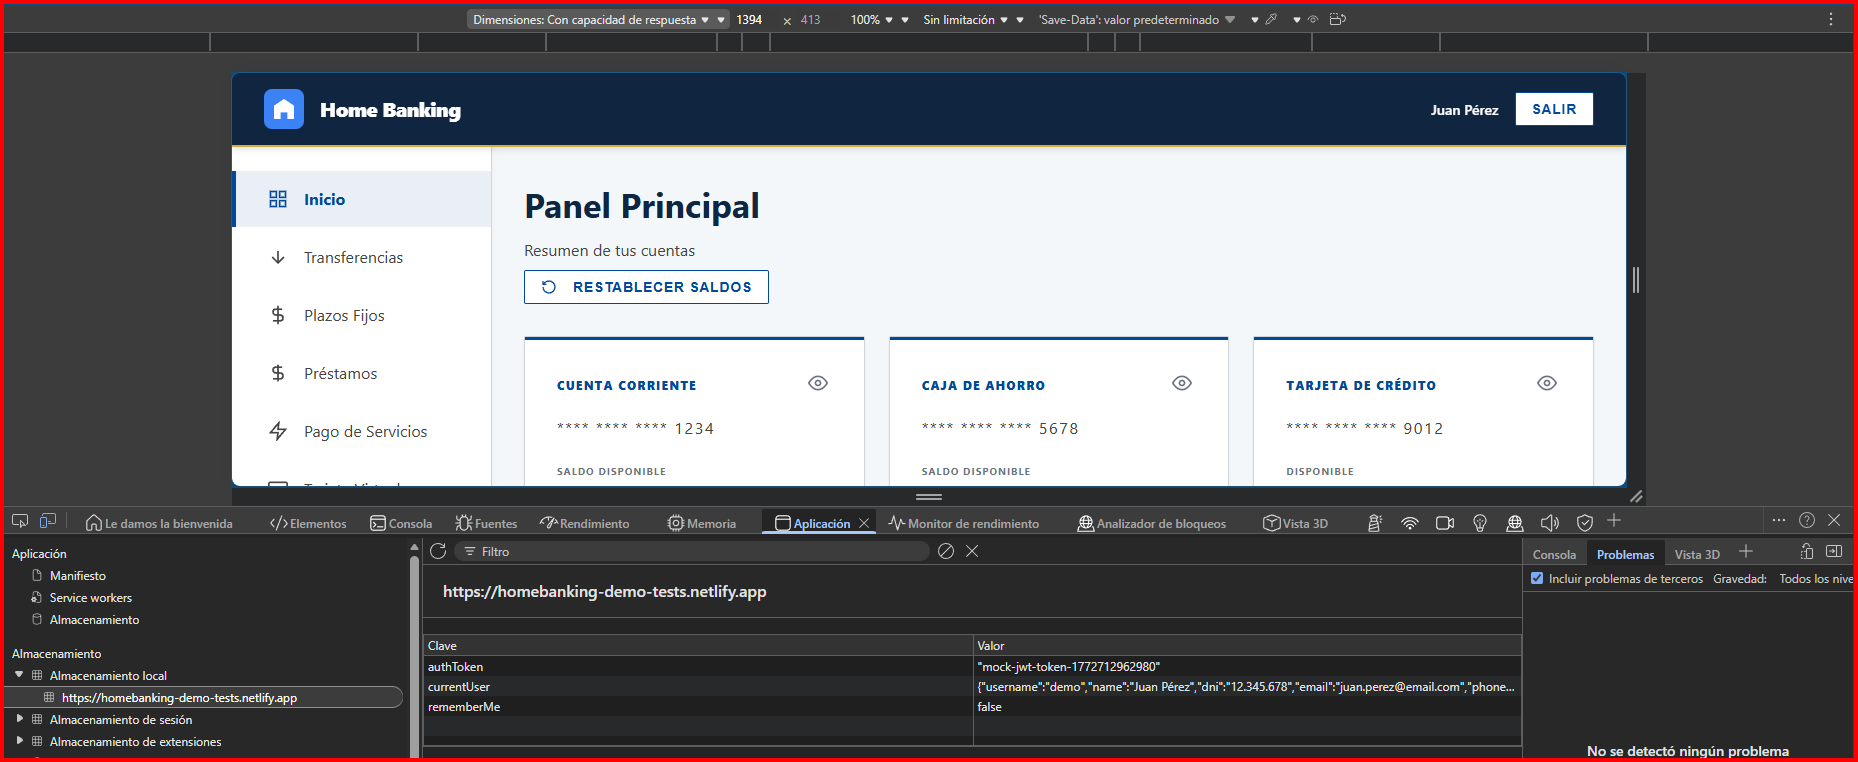 Dimensiones: Con capacidad de respuesta 1394 × 413 100% Sin limitación 'Save-Data': valor predeterminado
Home Banking
Juan Pérez
SALIR
Inicio
Transferencias
Plazos Fijos
Préstamos
Pago de Servicios
Panel Principal
Resumen de tus cuentas
RESTABLECER SALDOS
CUENTA CORRIENTE
**** **** **** 1234
SALDO DISPONIBLE
CAJA DE AHORRO
**** **** **** 5678
SALDO DISPONIBLE
TARJETA DE CRÉDITO
**** **** **** 9012
DISPONIBLE
Le damos la bienvenida Elementos Consola Fuentes Rendimiento Memoria Aplicación Monitor de rendimiento Analizador de bloqueos Vista 3D
Aplicación
Manifiesto
Service workers
Almacenamiento
Almacenamiento
Almacenamiento local
https://homebanking-demo-tests.netlify.app
Almacenamiento de sesión
Almacenamiento de extensiones
Filtro
https://homebanking-demo-tests.netlify.app
Clave Valor
authToken "mock-jwt-token-1772712962980"
currentUser {"username":"demo","name":"Juan Pérez","dni":"12.345.678","email":"juan.perez@email.com","phone...
rememberMe false
Consola Problemas Vista 3D
Incluir problemas de terceros Gravedad: Todos los nive
No se detectó ningún problema